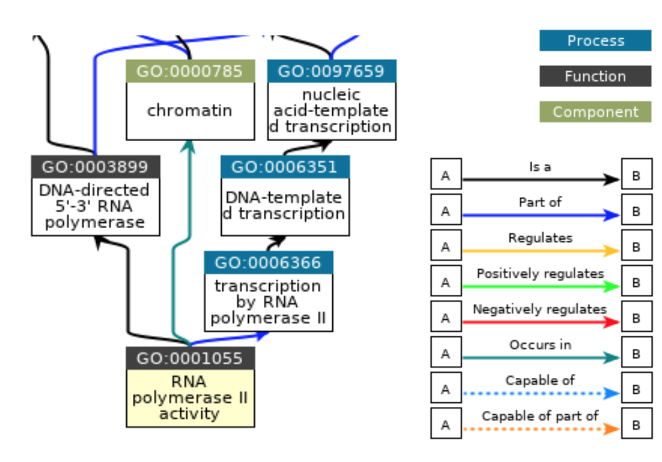 GO:0000785
chromatin
GO:0097659
nucleic
acid-template
d transcription
GO:0003899
DNA-directed
5'-3' RNA
polymerase
GO:0006351
DNA-template
d transcription
GO:0006366
transcription
by RNA
polymerase II
GO:0001055
RNA
polymerase II
activity
Process
Function
Component
A Is a B
A Part of B
A Regulates B
A Positively regulates B
A Negatively regulates B
A Occurs in B
A Capable of B
A Capable of part of B